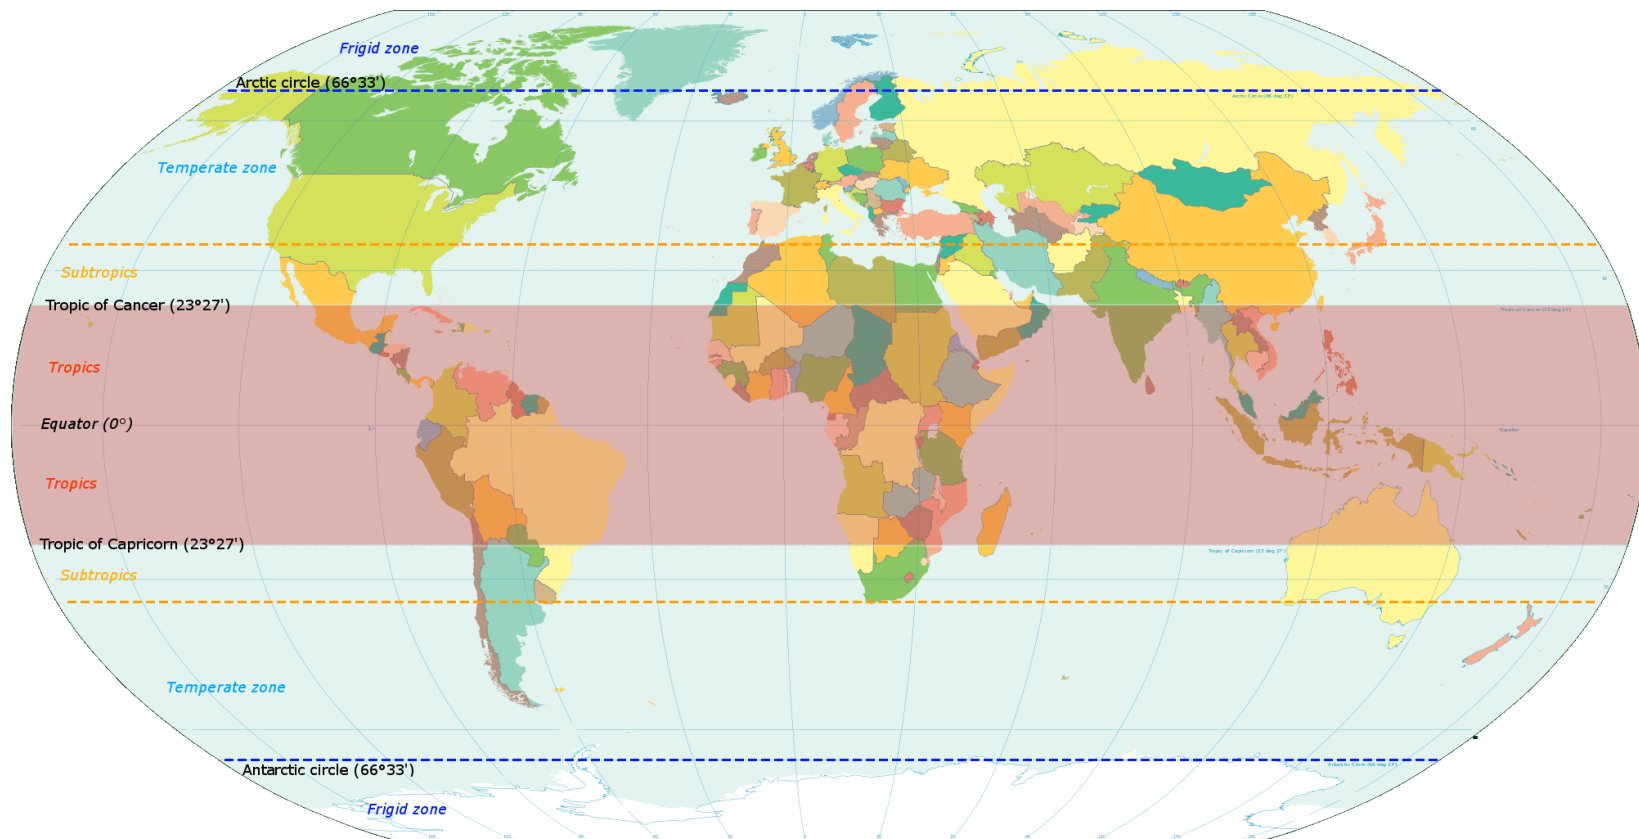 Frigid zone
Arctic circle (66°33')
Temperate zone
Subtropics
Tropic of Cancer (23°27')
Tropics
Equator (0°)
Equator
Tropics
Tropic of Capricorn (23°27')
Subtropics
Temperate zone
Antarctic circle (66°33')
Frigid zone